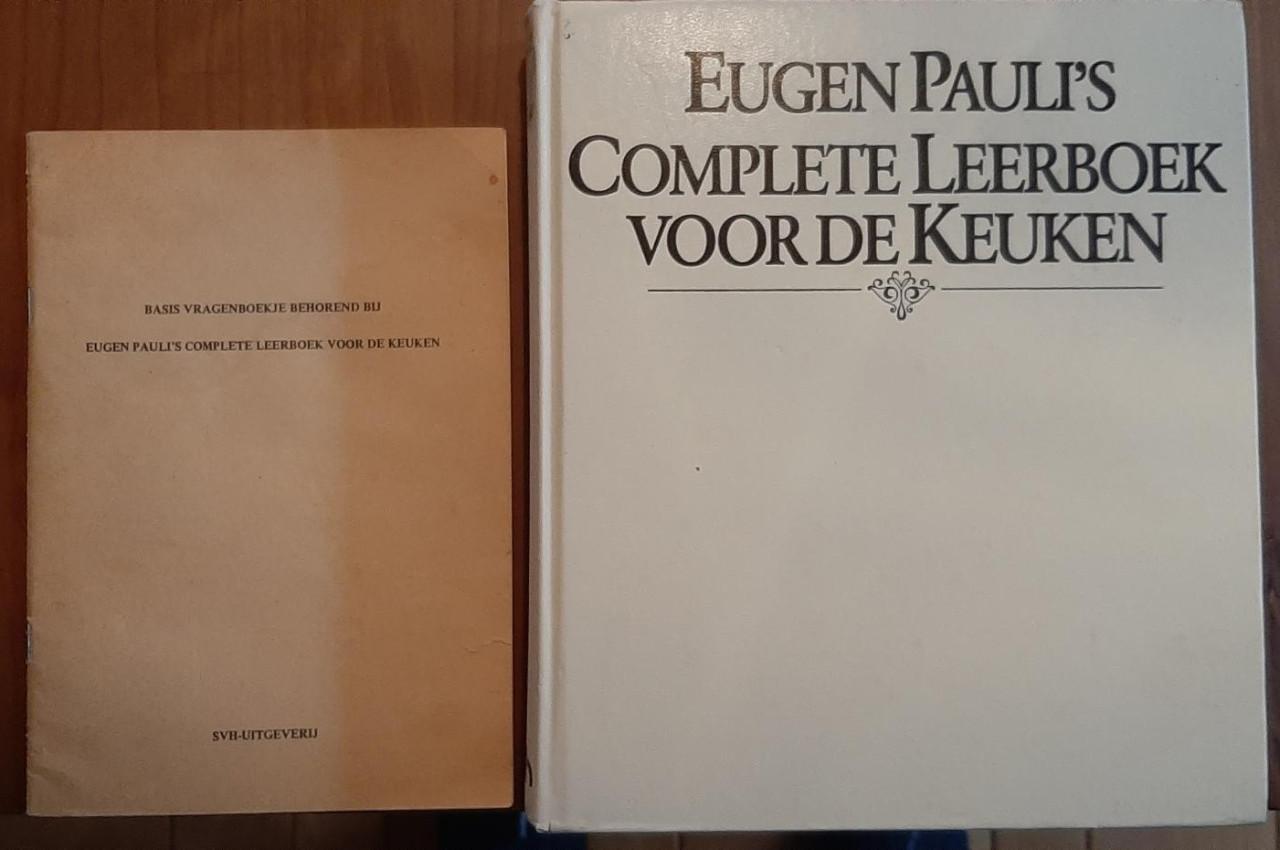 BASIS VRAGENBOEKJE BEHOREND BIJ
EUGEN PAULI'S COMPLETE LEERBOEK VOOR DE KEUKEN
SVH-UITGEVERIJ
EUGEN PAULI'S
COMPLETE LEERBOEK
VOOR DE KEUKEN